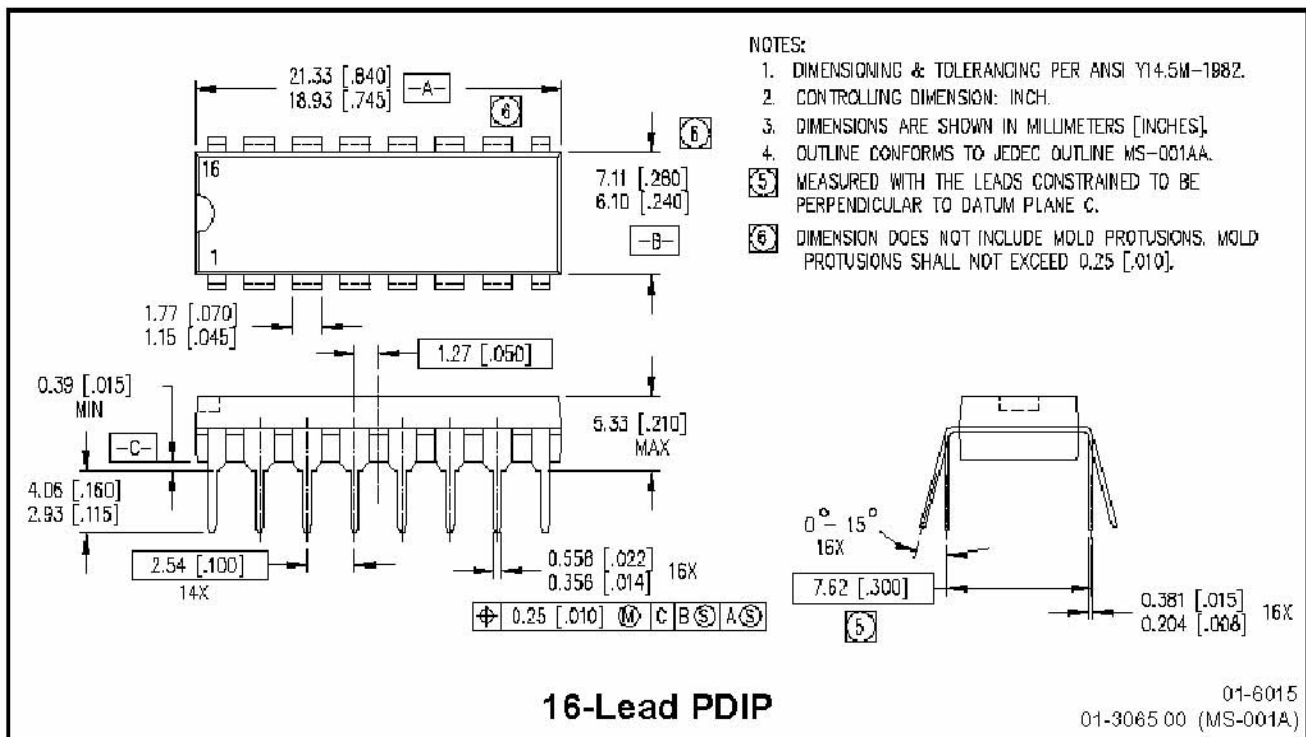 21.33 [.840]
18.93 [.745]
-A-
6
6
16
1
7.11 [.280]
6.10 [.240]
-B-
1.77 [.070]
1.15 [.045]
1.27 [.050]
0.39 [.015]
MIN
-C-
4.06 [.160]
2.93 [.115]
5.33 [.210]
MAX
2.54 [.100]
14X
0.558 [.022]
0.356 [.014] 16X
⌖ 0.25 [.010] Ⓜ C B Ⓢ A Ⓢ
NOTES:
1. DIMENSIONING & TOLERANCING PER ANSI Y14.5M-1982.
2. CONTROLLING DIMENSION: INCH.
3. DIMENSIONS ARE SHOWN IN MILLIMETERS [INCHES].
4. OUTLINE CONFORMS TO JEDEC OUTLINE MS-001AA.
5 MEASURED WITH THE LEADS CONSTRAINED TO BE
PERPENDICULAR TO DATUM PLANE C.
6 DIMENSION DOES NOT INCLUDE MOLD PROTUSIONS. MOLD
PROTUSIONS SHALL NOT EXCEED 0.25 [.010].
0°-15°
16X
7.62 [.300]
5
0.381 [.015]
0.204 [.008] 16X
16-Lead PDIP
01-6015
01-3065 00 (MS-001A)